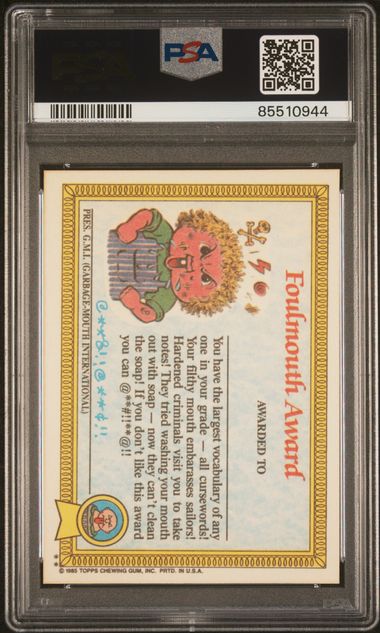 PSA
85510944
Foulmouth Award
AWARDED TO
You have the largest vocabulary of any
one in your grade — all cursewords!
Your filthy mouth embarasses sailors!
Hardened criminals visit you to take
notes! They tried washing your mouth
out with soap — now they can't clean
the soap! If you don't like this award
you can @**#!!**@!!
@**&!!@**¢!!
PRES. G.M.I. (GARBAGE-MOUTH INTERNATIONAL)
** © 1985 TOPPS CHEWING GUM, INC. PRTD. IN U.S.A.